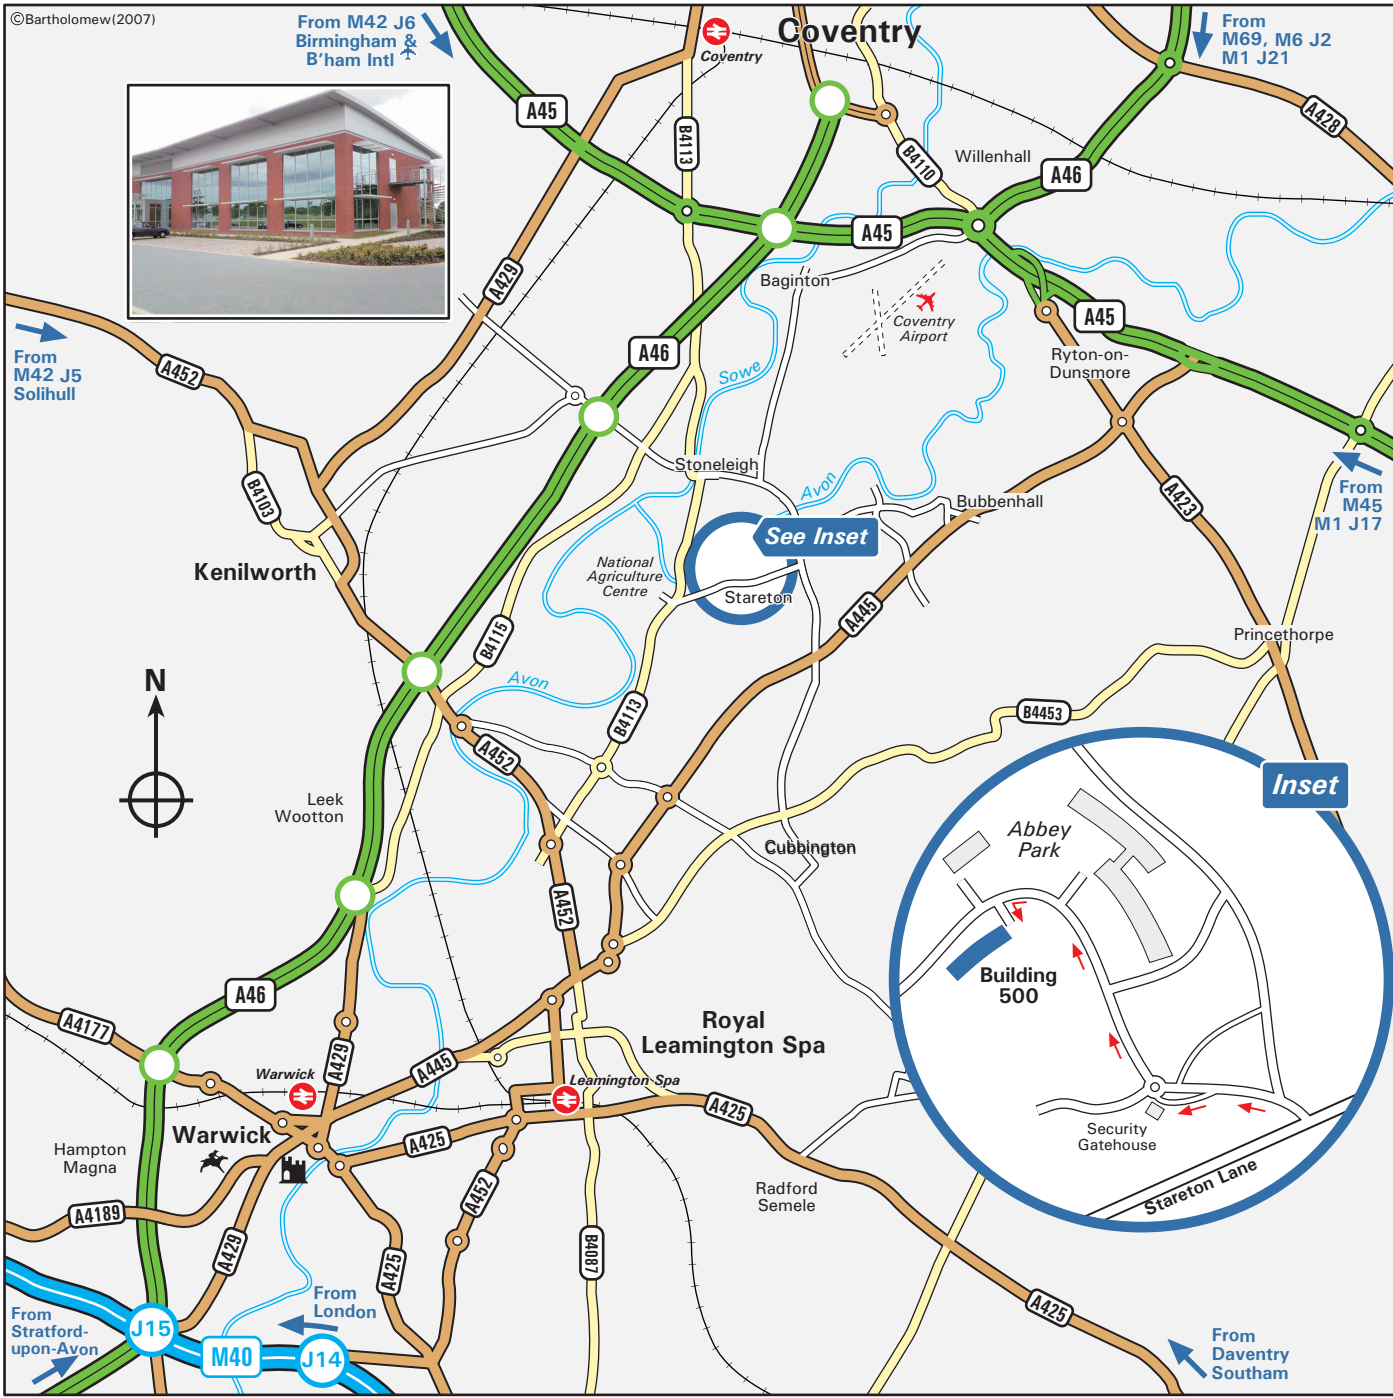 ©Bartholomew(2007)
From M42 J6
Birmingham &
B'ham Intl
Coventry
Coventry
From
M69, M6 J2
M1 J21
A45
B4113
B4110
Willenhall
A46
A428
A45
Baginton
A429
Coventry
Airport
A45
A46
Ryton-on-
Dunsmore
From
M42 J5
Solihull
A452
Sowe
Stoneleigh
Avon
Bubbenhall
A423
From
M45
M1 J17
B4103
See Inset
Kenilworth
National
Agriculture
Centre
Stareton
A445
B4115
Princethorpe
Avon
N
B4113
B4453
A452
Leek
Wootton
Cubbington
Inset
Abbey
Park
A452
Building
500
A46
A4177
Royal
Leamington Spa
A429
A445
Warwick
Leamington Spa
A425
Warwick
A425
Hampton
Magna
Security
Gatehouse
Stareton Lane
A452
Radford
Semele
A4189
A429
A425
B4087
From
London
A425
From
Stratford-
upon-Avon
J15
M40
J14
From
Daventry
Southam